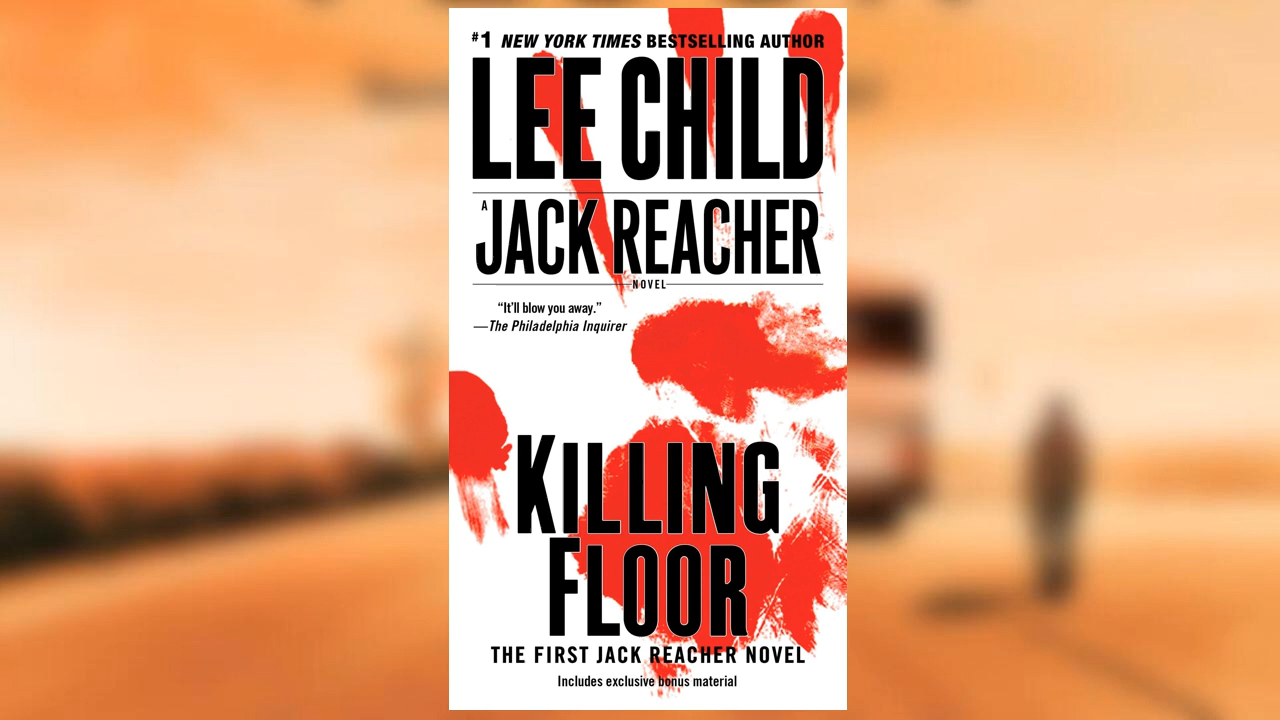 #1 NEW YORK TIMES BESTSELLING AUTHOR
LEE CHILD
A
JACK REACHER
NOVEL
“It’ll blow you away.”
—The Philadelphia Inquirer
KILLING
FLOOR
THE FIRST JACK REACHER NOVEL
Includes exclusive bonus material